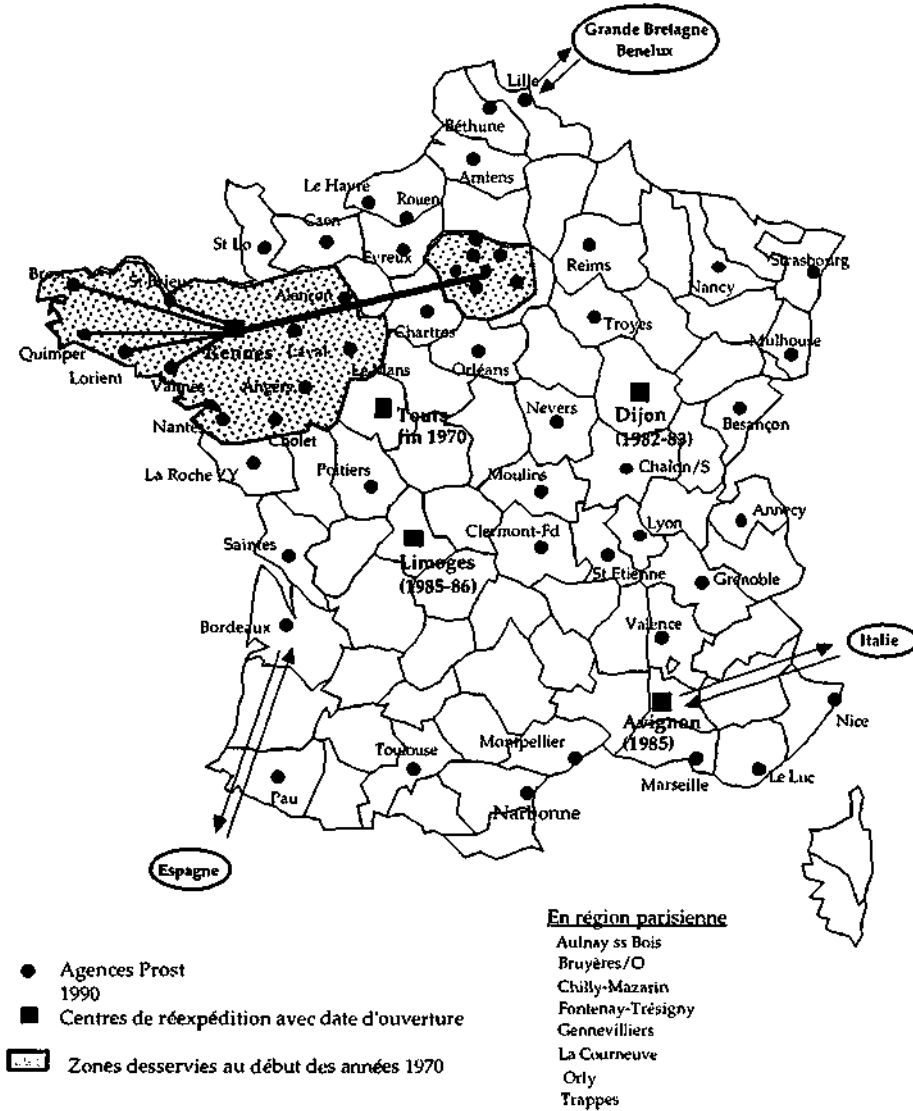 Grande Bretagne
Benelux
Lille
Béthune
Amiens
Le Havre
Rouen
Caen
St Lo
Evreux
Reims
Nancy
Strasbourg
Brest
St Brieuc
Alençon
Chartres
Troyes
Mulhouse
Quimper
Rennes
Laval
Lorient
Vannes
Angers
Le Mans
Orléans
Nantes
Cholet
Tours
(fin 1970)
Nevers
Dijon
(1982-83)
Besançon
La Roche /Y
Poitiers
Moulins
Chalon/S
Annecy
Saintes
Limoges
(1985-86)
Clermont-Fd
Lyon
St Etienne
Grenoble
Bordeaux
Valence
Italie
Avignon
(1985)
Nice
Toulouse
Montpellier
Marseille
Le Luc
Pau
Narbonne
Espagne
En région parisienne
Aulnay ss Bois
Bruyères/O
Chilly-Mazarin
Fontenay-Trésigny
Gennevilliers
La Courneuve
Orly
Trappes
Agences Prost
1990
Centres de réexpédition avec date d'ouverture
Zones desservies au début des années 1970